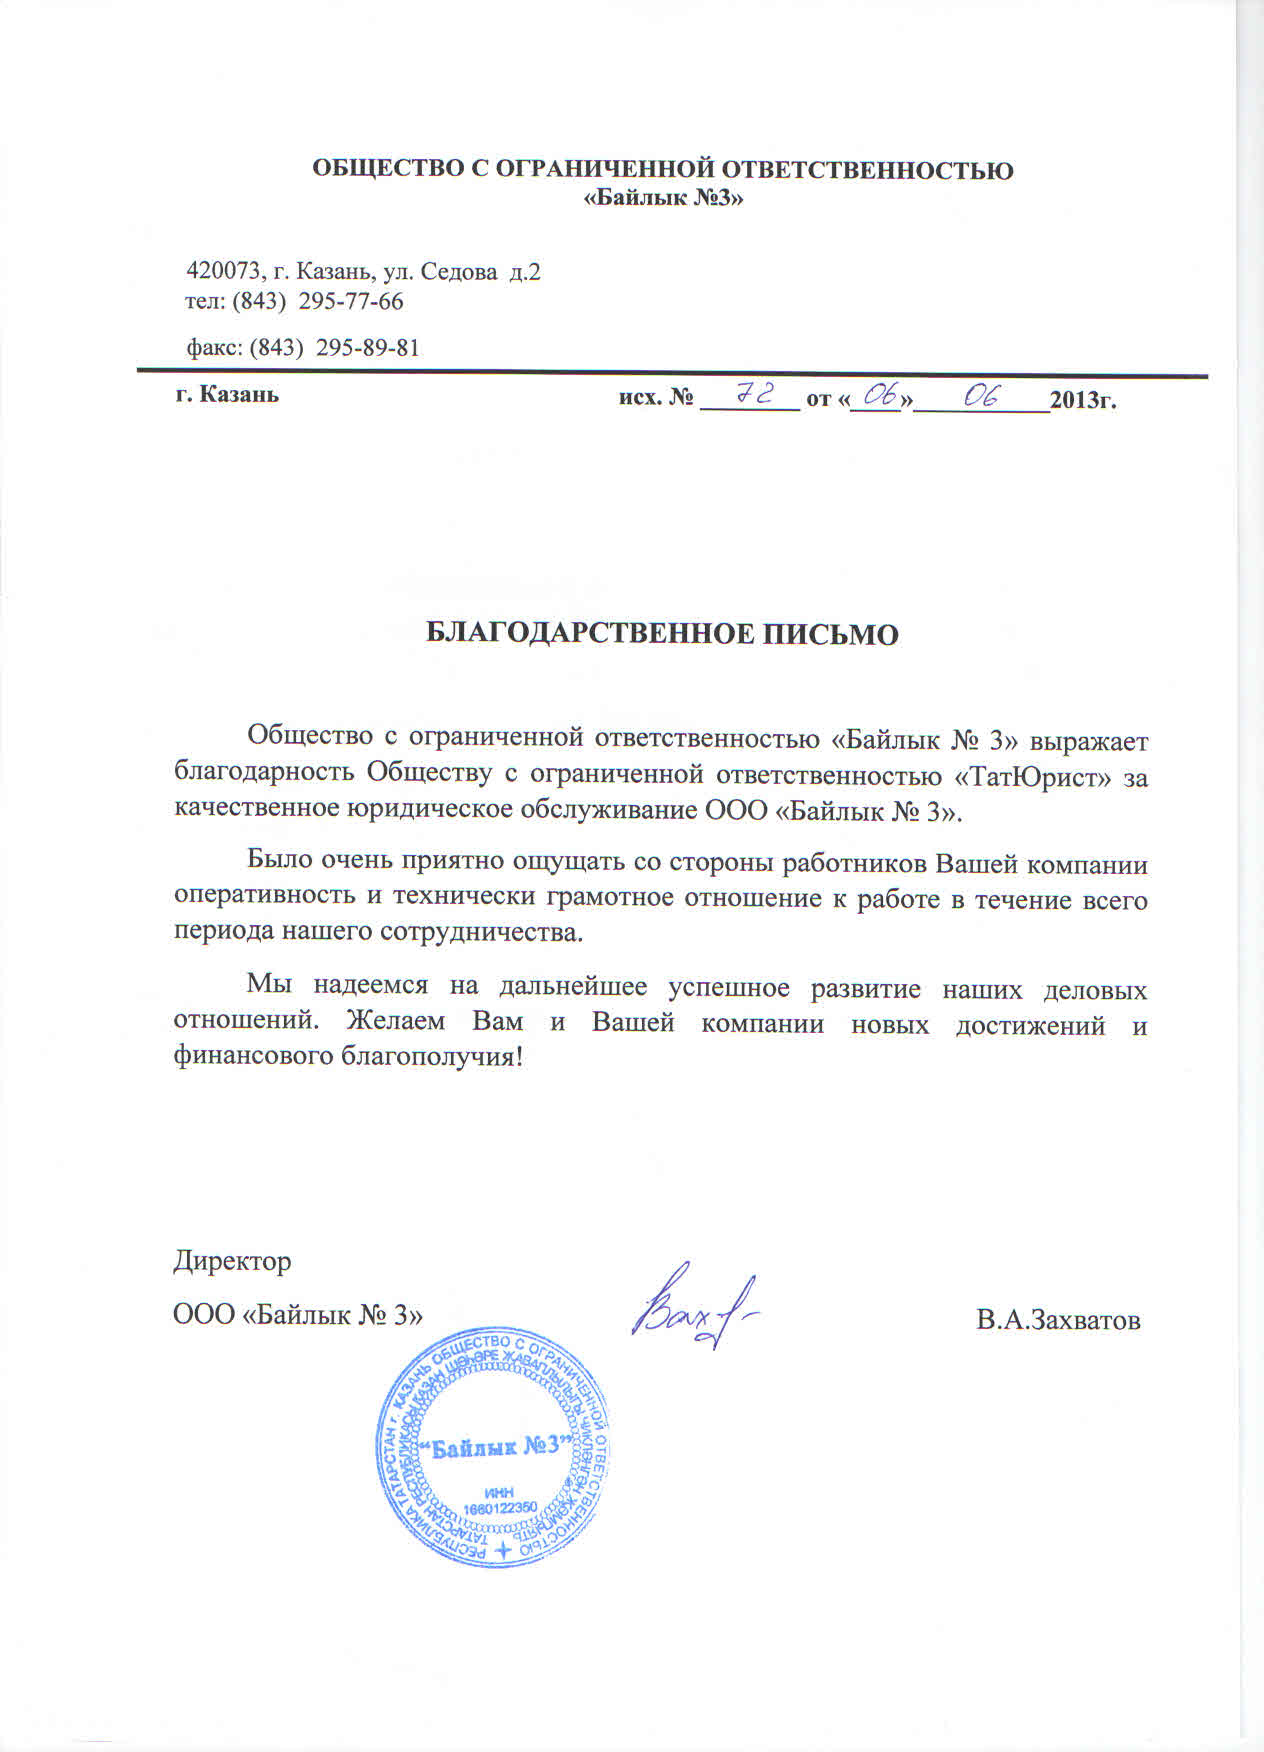 ОБЩЕСТВО С ОГРАНИЧЕННОЙ ОТВЕТСТВЕННОСТЬЮ
«Байлык №3»
420073, г. Казань, ул. Седова д.2
тел: (843) 295-77-66
факс: (843) 295-89-81
г. Казань исх. № 72 от «06» 06 2013г.
БЛАГОДАРСТВЕННОЕ ПИСЬМО
Общество с ограниченной ответственностью «Байлык № 3» выражает
благодарность Обществу с ограниченной ответственностью «ТатЮрист» за
качественное юридическое обслуживание ООО «Байлык № 3».
Было очень приятно ощущать со стороны работников Вашей компании
оперативность и технически грамотное отношение к работе в течение всего
периода нашего сотрудничества.
Мы надеемся на дальнейшее успешное развитие наших деловых
отношений. Желаем Вам и Вашей компании новых достижений и
финансового благополучия!
Директор
ООО «Байлык № 3» В.А.Захватов
РЕСПУБЛИКА ТАТАРСТАН г. КАЗАНЬ ОБЩЕСТВО С ОГРАНИЧЕННОЙ ОТВЕТСТВЕННОСТЬЮ
ТАТАРСТАН РЕСПУБЛИКАСЫ КАЗАН ШӘҺӘРЕ ҖАВАПЛЫЛЫГЫ ЧИКЛӘНГӘН ҖӘМГЫЯТЬ
“Байлык №3”
ИНН
1660122350